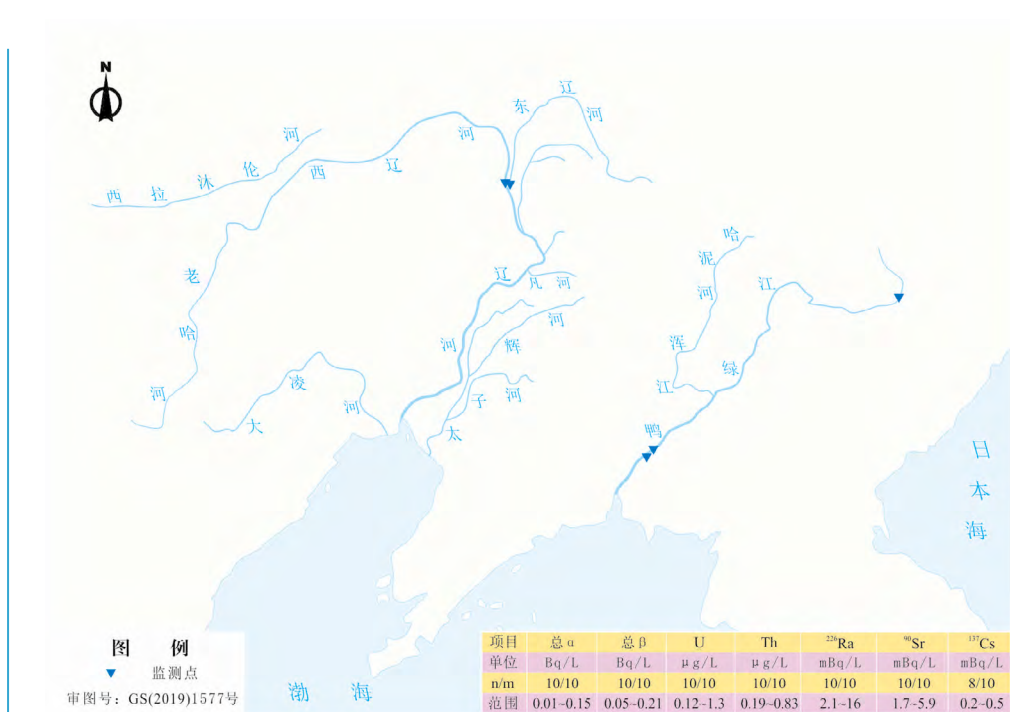 N
西拉沐伦河
西辽河
东辽河
老哈河
大凌河
辽河
凡河
辉河
太子河
哈泥河
浑江
鸭绿江
日本海
渤海
图 例
监测点
审图号：GS(2019)1577号
项目 总α 总β U Th ²²⁶Ra ⁹⁰Sr ¹³⁷Cs
单位 Bq/L Bq/L μg/L μg/L mBq/L mBq/L mBq/L
n/m 10/10 10/10 10/10 10/10 10/10 10/10 8/10
范围 0.01~0.15 0.05~0.21 0.12~1.3 0.19~0.83 2.1~16 1.7~5.9 0.2~0.5